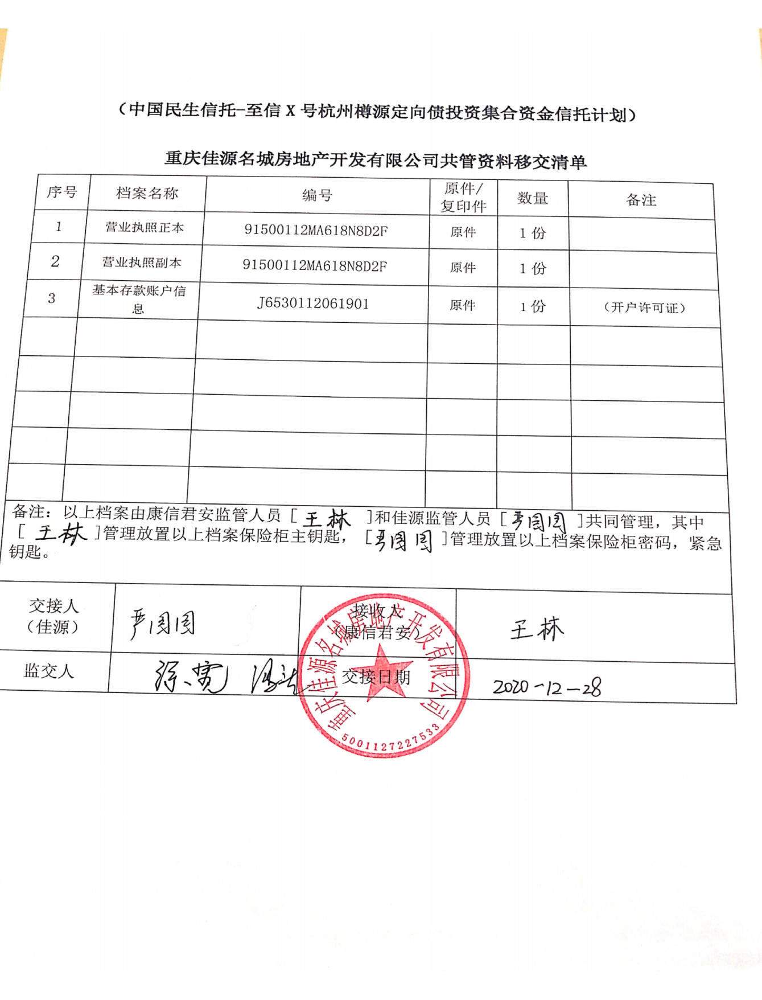 （中国民生信托-至信 X 号杭州樽源定向债投资集合资金信托计划）
重庆佳源名城房地产开发有限公司共管资料移交清单
序号 档案名称 编号 原件/复印件 数量 备注
1 营业执照正本 91500112MA618N8D2F 原件 1 份
2 营业执照副本 91500112MA618N8D2F 原件 1 份
3 基本存款账户信息 J6530112061901 原件 1 份 （开户许可证）
备注：以上档案由康信君安监管人员［王林］和佳源监管人员［严周围］共同管理，其中
［王林］管理放置以上档案保险柜主钥匙，［严周围］管理放置以上档案保险柜密码，紧急
钥匙。
交接人（佳源） 接收人（康信君安） 王林
监交人 交接日期 2020-12-28
重庆佳源名城房地产开发有限公司
5001127227533